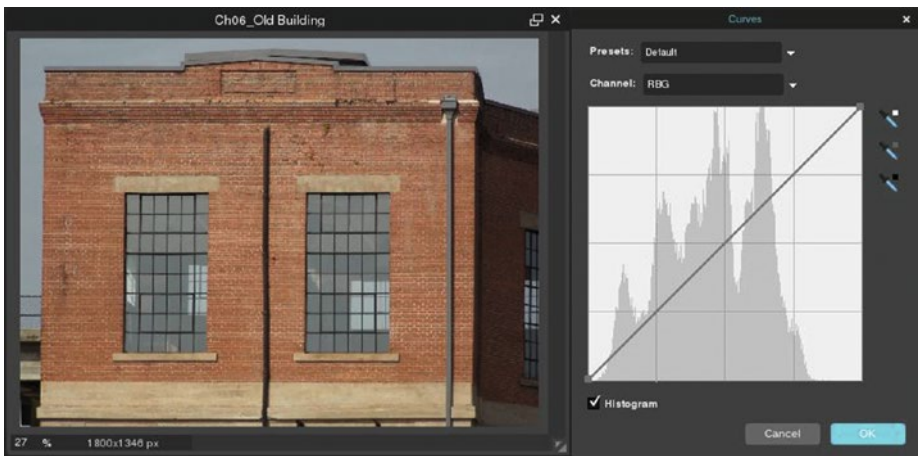 Ch06_Old Building
27 % 1800x1346 px
Curves
Presets: Default
Channel: RBG
Histogram
Cancel OK